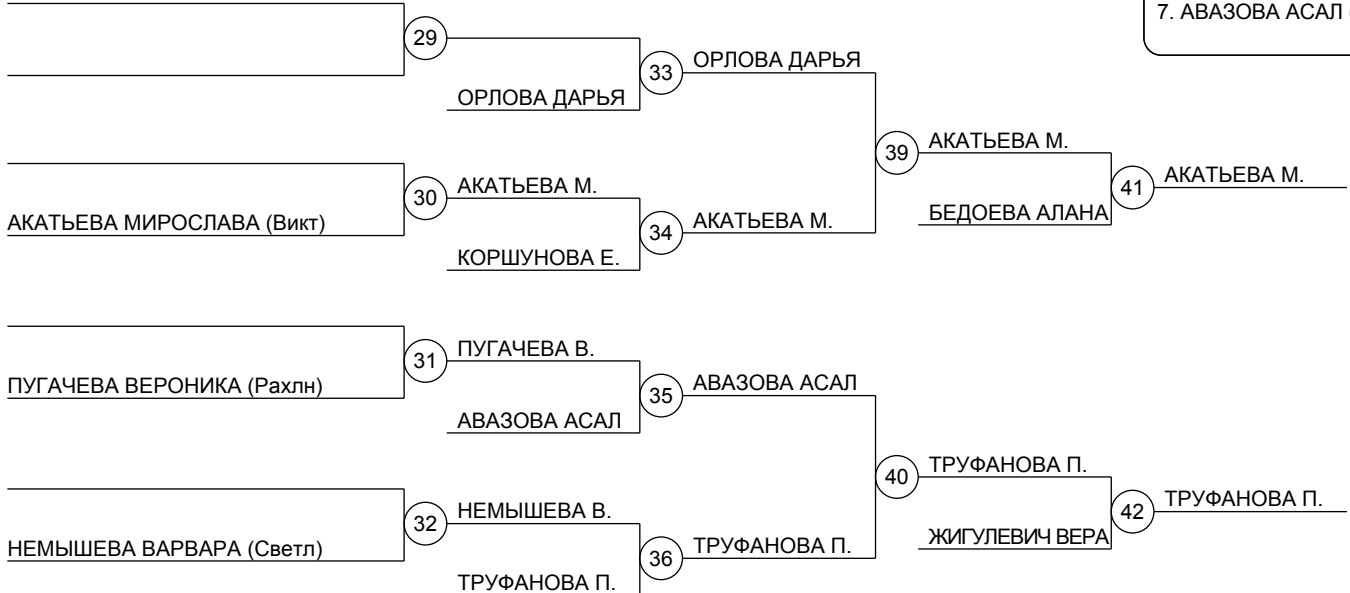 7. АВАЗОВА АСАЛ
29
ОРЛОВА ДАРЬЯ
33
ОРЛОВА ДАРЬЯ
АКАТЬЕВА МИРОСЛАВА (Викт)
30
АКАТЬЕВА М.
КОРШУНОВА Е.
34
АКАТЬЕВА М.
39
АКАТЬЕВА М.
БЕДОЕВА АЛАНА
41
АКАТЬЕВА М.
ПУГАЧЕВА ВЕРОНИКА (Рахлн)
31
ПУГАЧЕВА В.
АВАЗОВА АСАЛ
35
АВАЗОВА АСАЛ
НЕМЫШЕВА ВАРВАРА (Светл)
32
НЕМЫШЕВА В.
ТРУФАНОВА П.
36
ТРУФАНОВА П.
40
ТРУФАНОВА П.
ЖИГУЛЕВИЧ ВЕРА
42
ТРУФАНОВА П.